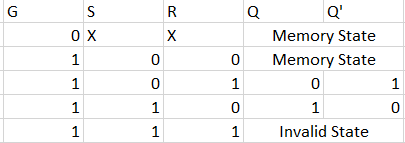 G S R Q Q'
0 X X Memory State
1 0 0 Memory State
1 0 1 0 1
1 1 0 1 0
1 1 1 Invalid State